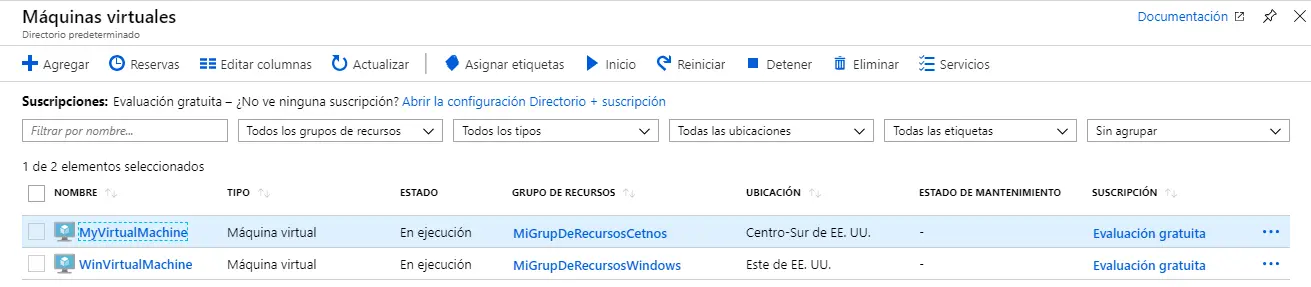 Máquinas virtuales
Documentación
Directorio predeterminado
Agregar Reservas Editar columnas Actualizar Asignar etiquetas Inicio Reiniciar Detener Eliminar Servicios
Suscripciones: Evaluación gratuita – ¿No ve ninguna suscripción? Abrir la configuración Directorio + suscripción
Filtrar por nombre... Todos los grupos de recursos Todos los tipos Todas las ubicaciones Todas las etiquetas Sin agrupar
1 de 2 elementos seleccionados
NOMBRE TIPO ESTADO GRUPO DE RECURSOS UBICACIÓN ESTADO DE MANTENIMIENTO SUSCRIPCIÓN
MyVirtualMachine Máquina virtual En ejecución MiGrupDeRecursosCetnos Centro-Sur de EE. UU. - Evaluación gratuita
WinVirtualMachine Máquina virtual En ejecución MiGrupDeRecursosWindows Este de EE. UU. - Evaluación gratuita